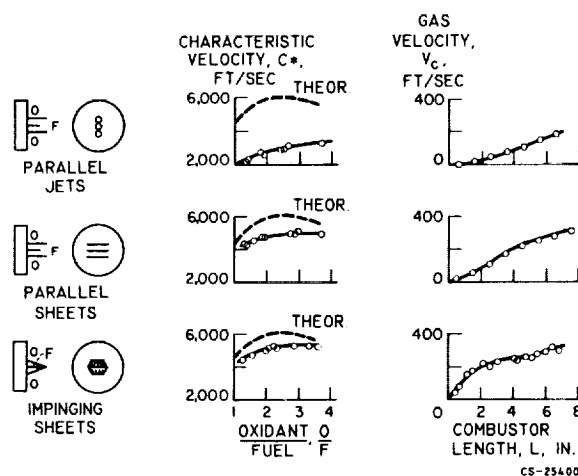 CHARACTERISTIC
VELOCITY, C*,
FT/SEC
GAS
VELOCITY,
Vc,
FT/SEC
O
F
O
PARALLEL
JETS
6,000
2,000
THEOR.
400
0
O
F
O
PARALLEL
SHEETS
6,000
2,000
THEOR.
400
0
O,F
O
IMPINGING
SHEETS
6,000
2,000
THEOR.
400
0
1 2 3 4
0 2 4 6 8
OXIDANT, O
FUEL F
COMBUSTOR
LENGTH, L, IN.
CS-25400